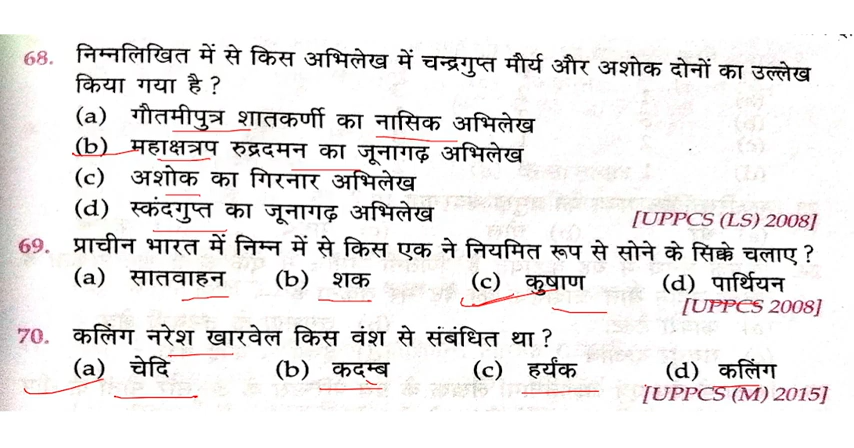 68. निम्नलिखित में से किस अभिलेख में चन्द्रगुप्त मौर्य और अशोक दोनों का उल्लेख
किया गया है ?
(a) गौतमीपुत्र शातकर्णी का नासिक अभिलेख
(b) महाक्षत्रप रुद्रदमन का जूनागढ़ अभिलेख
(c) अशोक का गिरनार अभिलेख
(d) स्कंदगुप्त का जूनागढ़ अभिलेख
[UPPCS (LS) 2008]
69. प्राचीन भारत में निम्न में से किस एक ने नियमित रूप से सोने के सिक्के चलाए ?
(a) सातवाहन (b) शक (c) कुषाण (d) पार्थियन
[UPPCS 2008]
70. कलिंग नरेश खारवेल किस वंश से संबंधित था ?
(a) चेदि (b) कदम्ब (c) हर्यंक (d) कलिंग
[UPPCS (M) 2015]